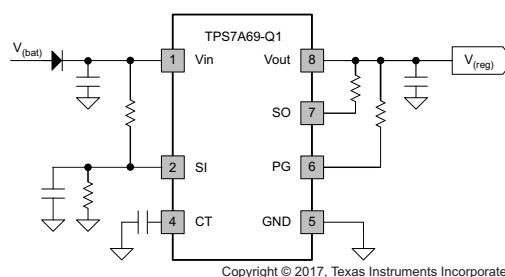 TPS7A69-Q1
V(bat)
1 Vin
Vout 8
V(reg)
SO 7
2 SI
PG 6
4 CT
GND 5
Copyright © 2017, Texas Instruments Incorporate